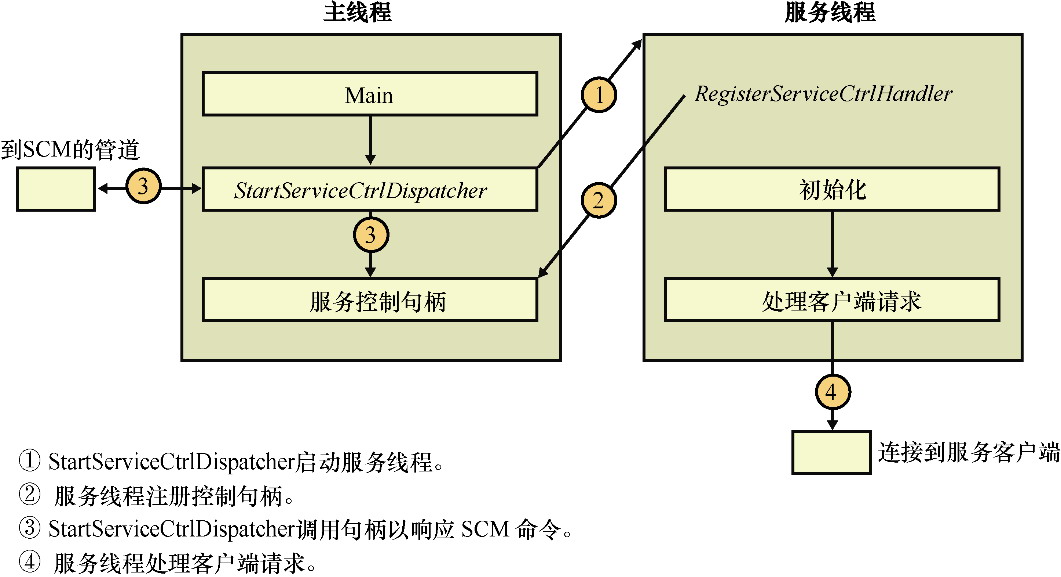 主线程
服务线程
Main
①
RegisterServiceCtrlHandler
到SCM的管道
③
StartServiceCtrlDispatcher
②
初始化
③
服务控制句柄
处理客户端请求
④
连接到服务客户端
① StartServiceCtrlDispatcher启动服务线程。
② 服务线程注册控制句柄。
③ StartServiceCtrlDispatcher调用句柄以响应 SCM 命令。
④ 服务线程处理客户端请求。